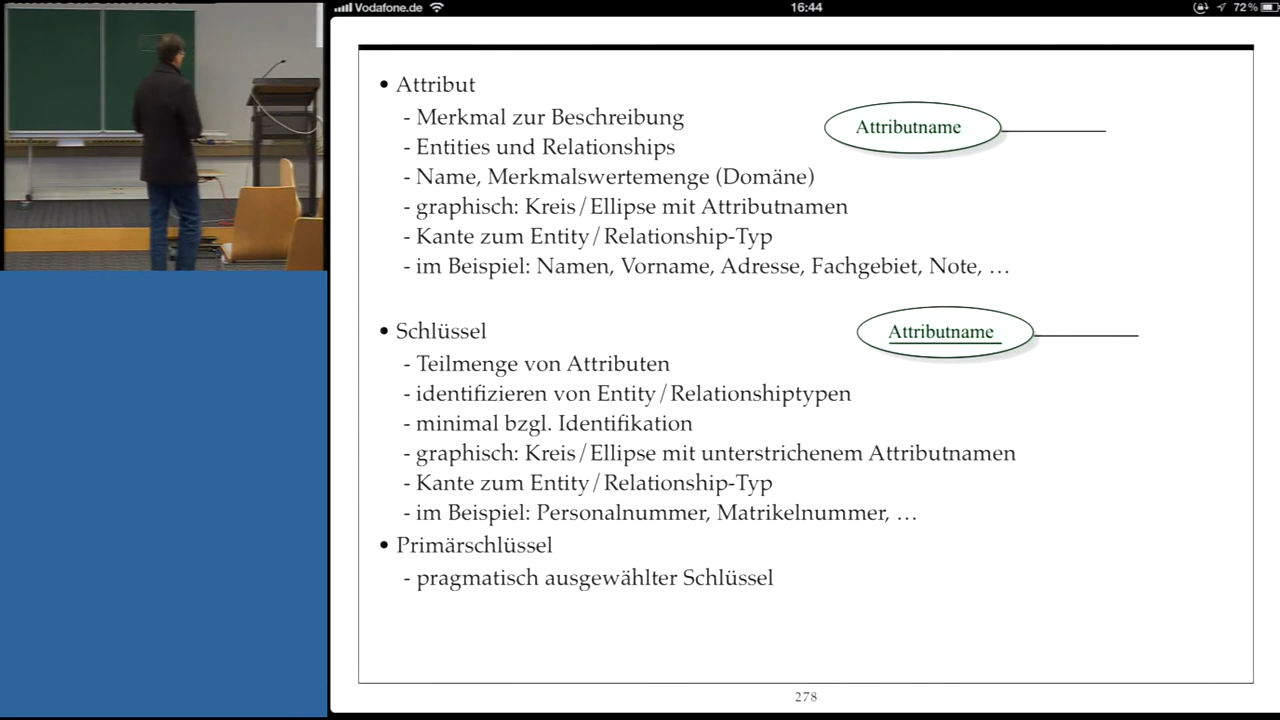 Vodafone.de 16:44 72%
• Attribut
- Merkmal zur Beschreibung
Attributname
- Entities und Relationships
- Name, Merkmalswertemenge (Domäne)
- graphisch: Kreis/Ellipse mit Attributnamen
- Kante zum Entity/Relationship-Typ
- im Beispiel: Namen, Vorname, Adresse, Fachgebiet, Note, …
• Schlüssel
Attributname
- Teilmenge von Attributen
- identifizieren von Entity/Relationshiptypen
- minimal bzgl. Identifikation
- graphisch: Kreis/Ellipse mit unterstrichenem Attributnamen
- Kante zum Entity/Relationship-Typ
- im Beispiel: Personalnummer, Matrikelnummer, …
• Primärschlüssel
- pragmatisch ausgewählter Schlüssel
278